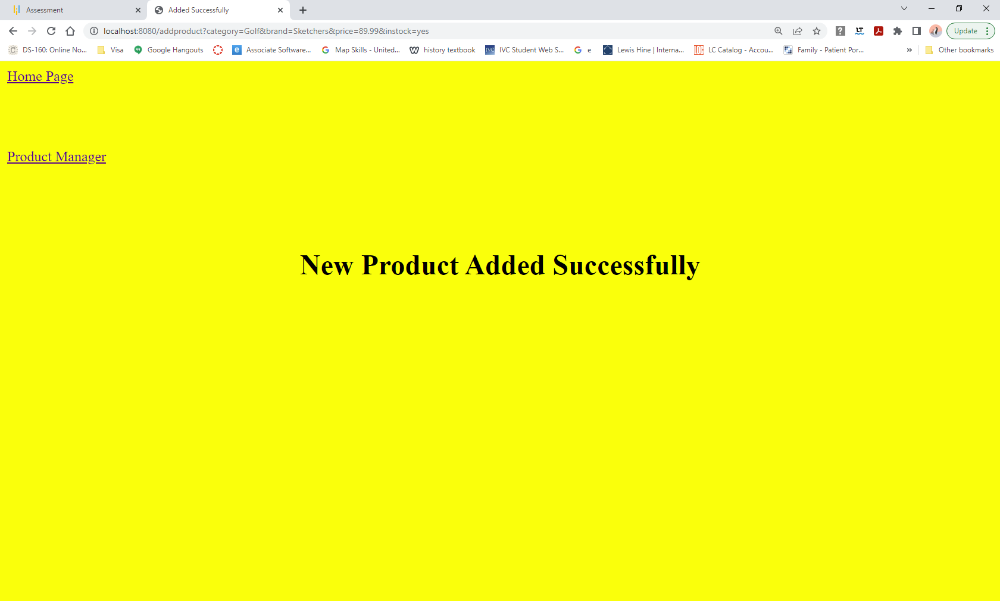 Assessment
Added Successfully
localhost:8080/addproduct?category=Golf&brand=Sketchers&price=89.99&instock=yes
LT
Update
DS-160: Online No...
Visa
Google Hangouts
Associate Software...
Map Skills - United...
history textbook
IVC
IVC Student Web S...
e
Lewis Hine | Interna...
LC Catalog - Accou...
Family - Patient Por...
»
Other bookmarks
Home Page
Product Manager
New Product Added Successfully